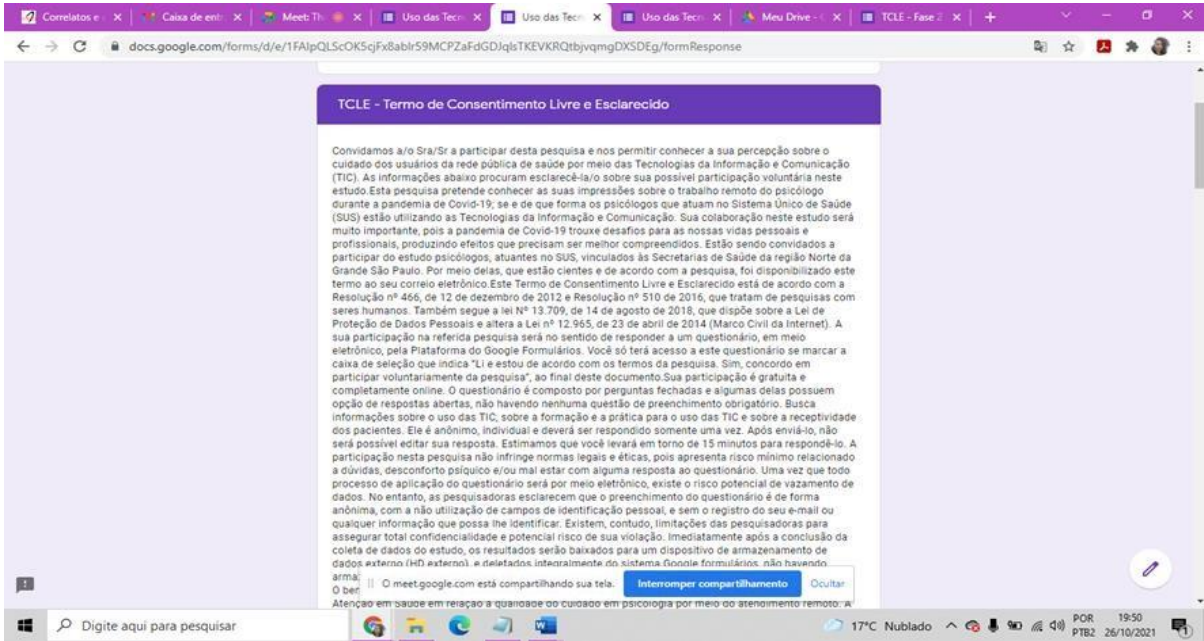 Correlatos e
Caixa de entr
Meet: Th
Uso das Tecn
Uso das Tecn
Uso das Tecn
Meu Drive - G
TCLE - Fase 2
docs.google.com/forms/d/e/1FAIpQLScOK5cjFx8ablr59MCPZaFdGDJqlsTKEVKRQtbjvqmgDXSDEg/formResponse
TCLE - Termo de Consentimento Livre e Esclarecido
Convidamos a/o Sra/Sr a participar desta pesquisa e nos permitir conhecer a sua percepção sobre o
cuidado dos usuários da rede pública de saúde por meio das Tecnologias da Informação e Comunicação
(TIC). As informações abaixo procuram esclarecê-la/o sobre sua possível participação voluntária neste
estudo.Esta pesquisa pretende conhecer as suas impressões sobre o trabalho remoto do psicólogo
durante a pandemia de Covid-19; se e de que forma os psicólogos que atuam no Sistema Único de Saúde
(SUS) estão utilizando as Tecnologias da Informação e Comunicação. Sua colaboração neste estudo será
muito importante, pois a pandemia de Covid-19 trouxe desafios para as nossas vidas pessoais e
profissionais, produzindo efeitos que precisam ser melhor compreendidos. Estão sendo convidados a
participar do estudo psicólogos, atuantes no SUS, vinculados às Secretarias de Saúde da região Norte da
Grande São Paulo. Por meio delas, que estão cientes e de acordo com a pesquisa, foi disponibilizado este
termo ao seu correio eletrônico.Este Termo de Consentimento Livre e Esclarecido está de acordo com a
Resolução nº 466, de 12 de dezembro de 2012 e Resolução nº 510 de 2016, que tratam de pesquisas com
seres humanos. Também segue a lei Nº 13.709, de 14 de agosto de 2018, que dispõe sobre a Lei de
Proteção de Dados Pessoais e altera a Lei nº 12.965, de 23 de abril de 2014 (Marco Civil da Internet). A
sua participação na referida pesquisa será no sentido de responder a um questionário, em meio
eletrônico, pela Plataforma do Google Formulários. Você só terá acesso a este questionário se marcar a
caixa de seleção que indica "Li e estou de acordo com os termos da pesquisa. Sim, concordo em
participar voluntariamente da pesquisa", ao final deste documento.Sua participação é gratuita e
completamente online. O questionário é composto por perguntas fechadas e algumas delas possuem
opção de respostas abertas, não havendo nenhuma questão de preenchimento obrigatório. Busca
informações sobre o uso das TIC, sobre a formação e a prática para o uso das TIC e sobre a receptividade
dos pacientes. Ele é anônimo, individual e deverá ser respondido somente uma vez. Após enviá-lo, não
será possível editar sua resposta. Estimamos que você levará em torno de 15 minutos para respondê-lo. A
participação nesta pesquisa não infringe normas legais e éticas, pois apresenta risco mínimo relacionado
a dúvidas, desconforto psíquico e/ou mal estar com alguma resposta ao questionário. Uma vez que todo
processo de aplicação do questionário será por meio eletrônico, existe o risco potencial de vazamento de
dados. No entanto, as pesquisadoras esclarecem que o preenchimento do questionário é de forma
anônima, com a não utilização de campos de identificação pessoal, e sem o registro do seu e-mail ou
qualquer informação que possa lhe identificar. Existem, contudo, limitações das pesquisadoras para
assegurar total confidencialidade e potencial risco de sua violação. Imediatamente após a conclusão da
coleta de dados do estudo, os resultados serão baixados para um dispositivo de armazenamento de
dados externo (HD externo), e deletados integralmente do sistema Google formulários, não havendo
arma
O ber
O meet.google.com está compartilhando sua tela.
Interromper compartilhamento
Ocultar
Atenção em Saúde em relação a qualidade do cuidado em psicologia por meio do atendimento remoto. A
Digite aqui para pesquisar
17°C Nublado
POR
PTB2
19:50
26/10/2021